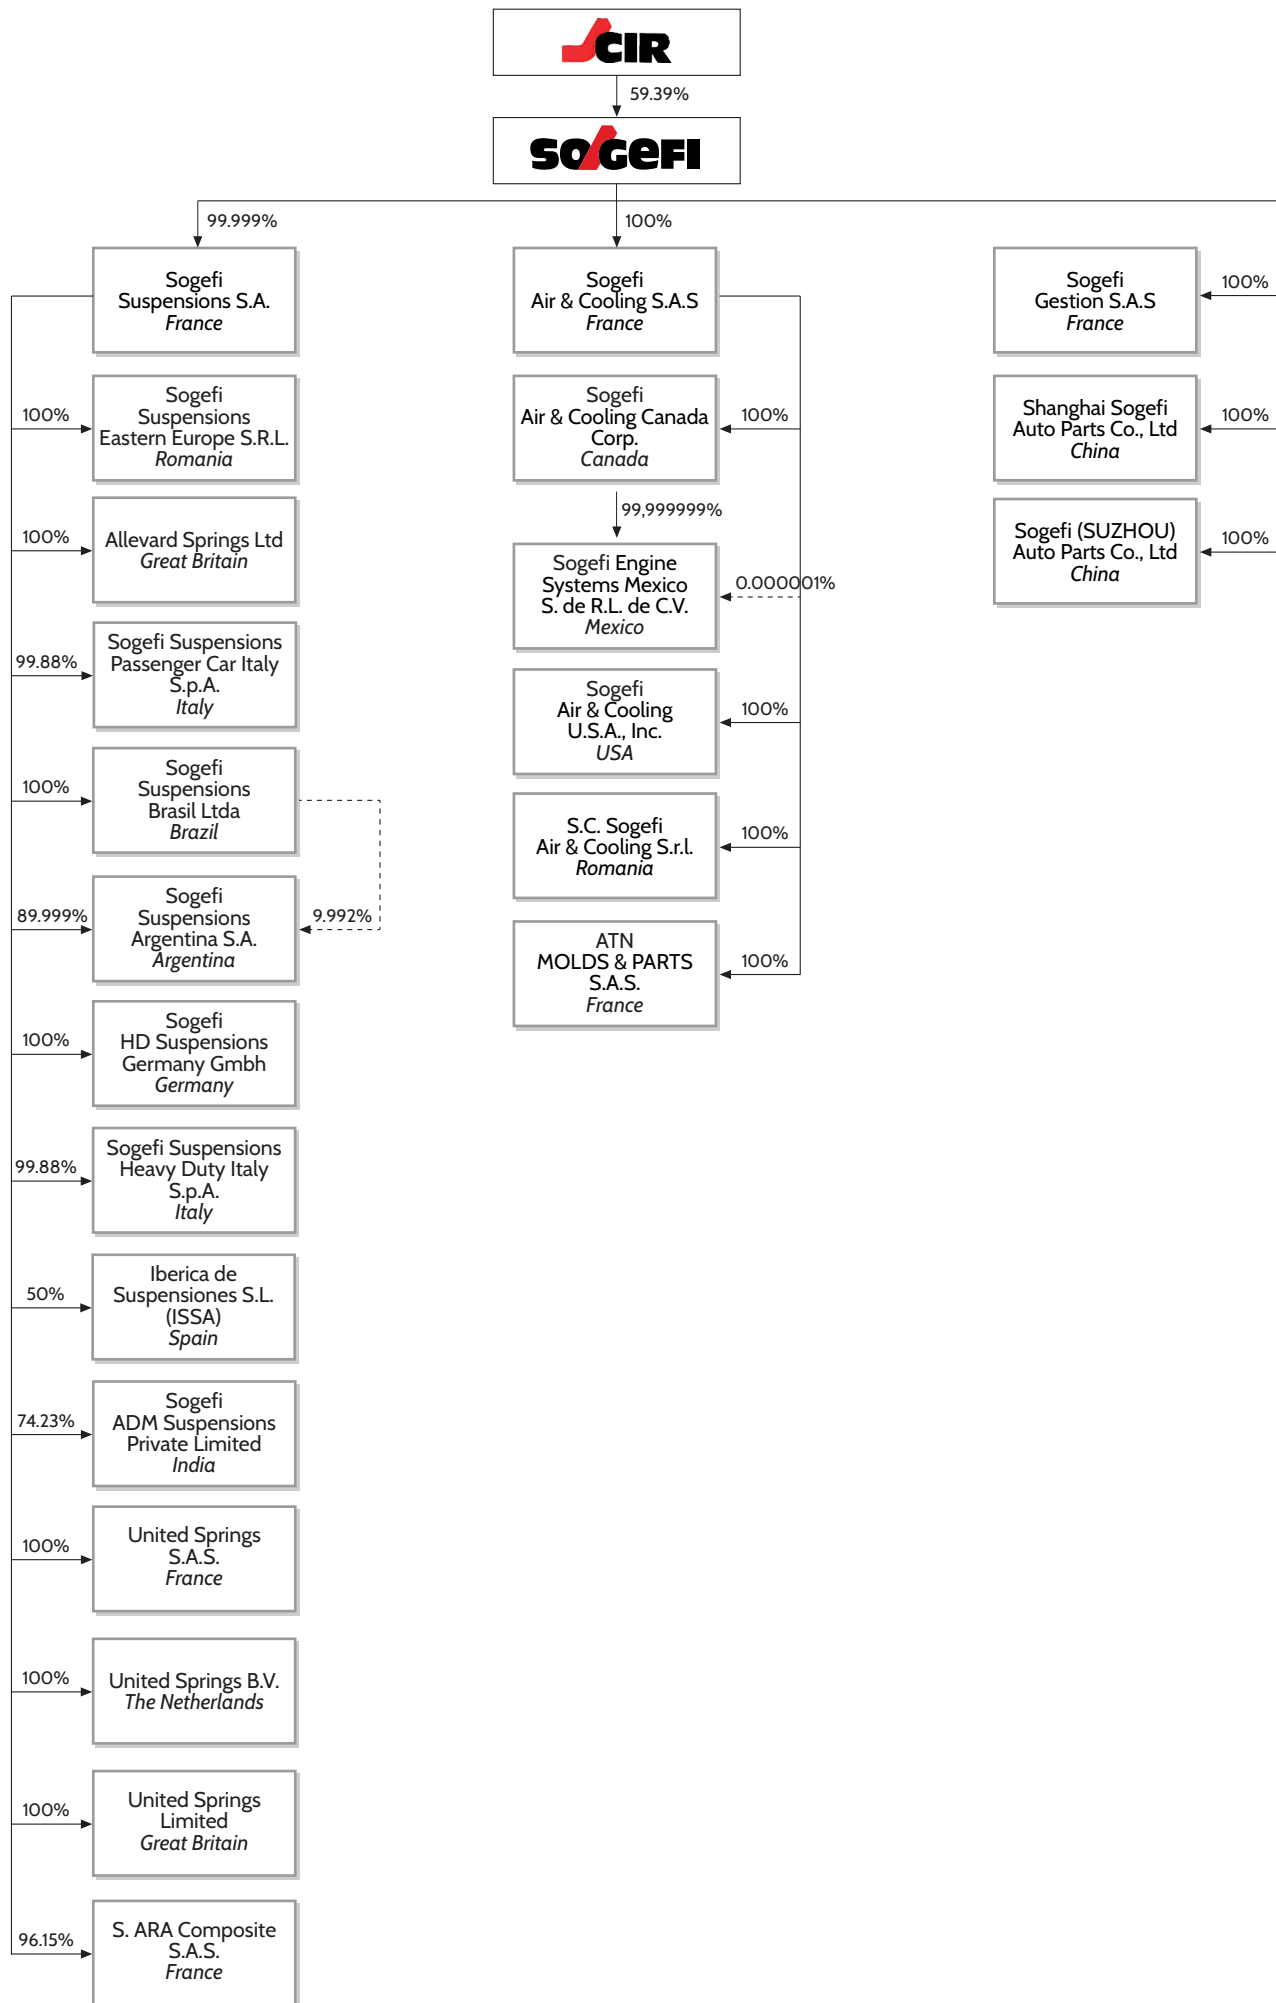 CIR
59.39%
SOGEFI
99.999%
100%
Sogefi
Suspensions S.A.
France
Sogefi
Air & Cooling S.A.S
France
Sogefi
Gestion S.A.S
France
100%
100%
Sogefi
Suspensions
Eastern Europe S.R.L.
Romania
Sogefi
Air & Cooling Canada
Corp.
Canada
100%
Shanghai Sogefi
Auto Parts Co., Ltd
China
100%
99,999999%
100%
Allevard Springs Ltd
Great Britain
Sogefi Engine
Systems Mexico
S. de R.L. de C.V.
Mexico
0.000001%
Sogefi (SUZHOU)
Auto Parts Co., Ltd
China
100%
99.88%
Sogefi Suspensions
Passenger Car Italy
S.p.A.
Italy
Sogefi
Air & Cooling
U.S.A., Inc.
USA
100%
100%
Sogefi
Suspensions
Brasil Ltda
Brazil
S.C. Sogefi
Air & Cooling S.r.l.
Romania
100%
89.999%
Sogefi
Suspensions
Argentina S.A.
Argentina
9.992%
ATN
MOLDS & PARTS
S.A.S.
France
100%
100%
Sogefi
HD Suspensions
Germany Gmbh
Germany
99.88%
Sogefi Suspensions
Heavy Duty Italy
S.p.A.
Italy
50%
Iberica de
Suspensiones S.L.
(ISSA)
Spain
74.23%
Sogefi
ADM Suspensions
Private Limited
India
100%
United Springs
S.A.S.
France
100%
United Springs B.V.
The Netherlands
100%
United Springs
Limited
Great Britain
96.15%
S. ARA Composite
S.A.S.
France